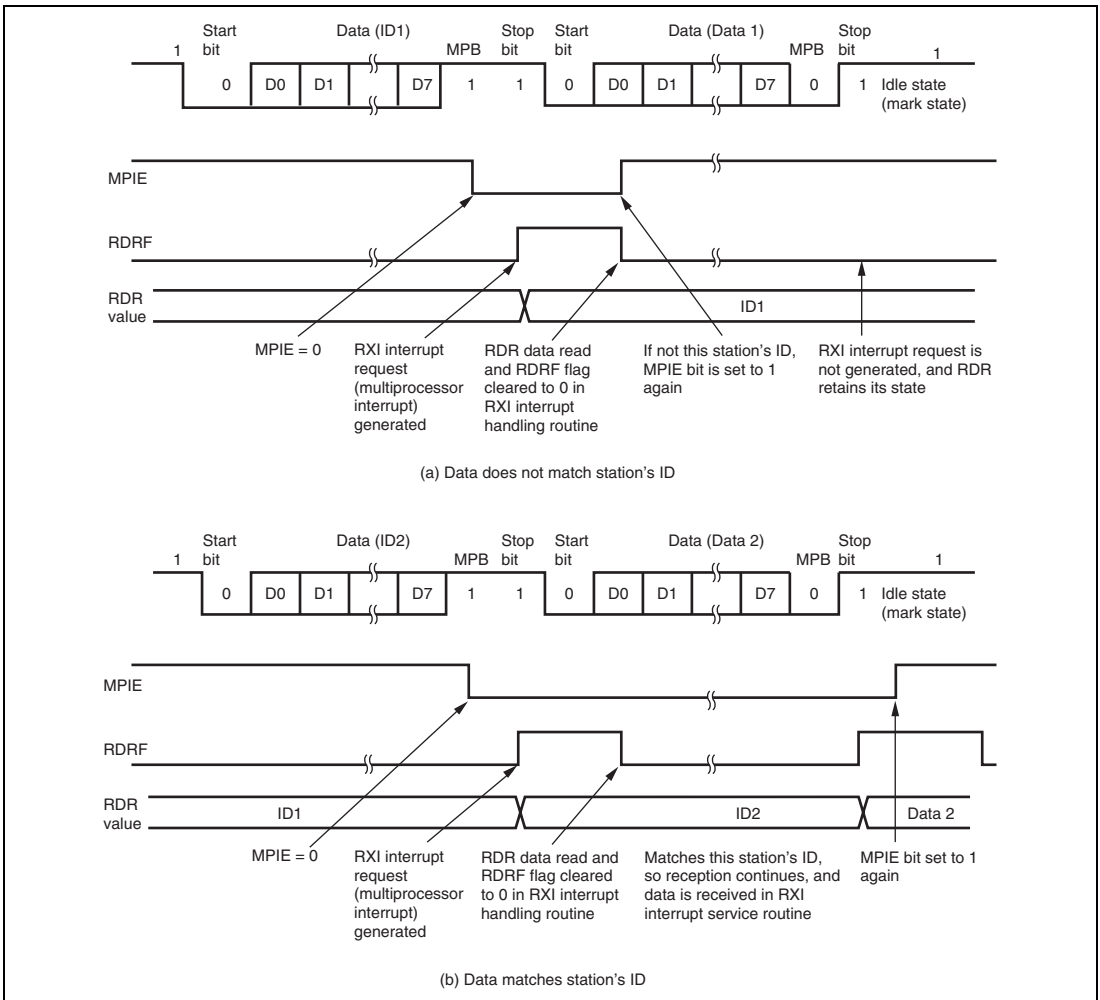 Start bit
Data (ID1)
MPB
Stop bit
Start bit
Data (Data 1)
MPB
Stop bit
1
1
0 D0 D1 D7 1 1 0 D0 D1 D7 0 1 Idle state (mark state)
MPIE
RDRF
RDR value
ID1
MPIE = 0
RXI interrupt
request
(multiprocessor
interrupt)
generated
RDR data read
and RDRF flag
cleared to 0 in
RXI interrupt
handling routine
If not this station's ID,
MPIE bit is set to 1
again
RXI interrupt request is
not generated, and RDR
retains its state
(a) Data does not match station's ID
Start bit
Data (ID2)
MPB
Stop bit
Start bit
Data (Data 2)
MPB
Stop bit
1
1
0 D0 D1 D7 1 1 0 D0 D1 D7 0 1 Idle state (mark state)
MPIE
RDRF
RDR value
ID1
ID2
Data 2
MPIE = 0
RXI interrupt
request
(multiprocessor
interrupt)
generated
RDR data read and
RDRF flag cleared
to 0 in RXI interrupt
handling routine
Matches this station's ID,
so reception continues, and
data is received in RXI
interrupt service routine
MPIE bit set to 1
again
(b) Data matches station's ID